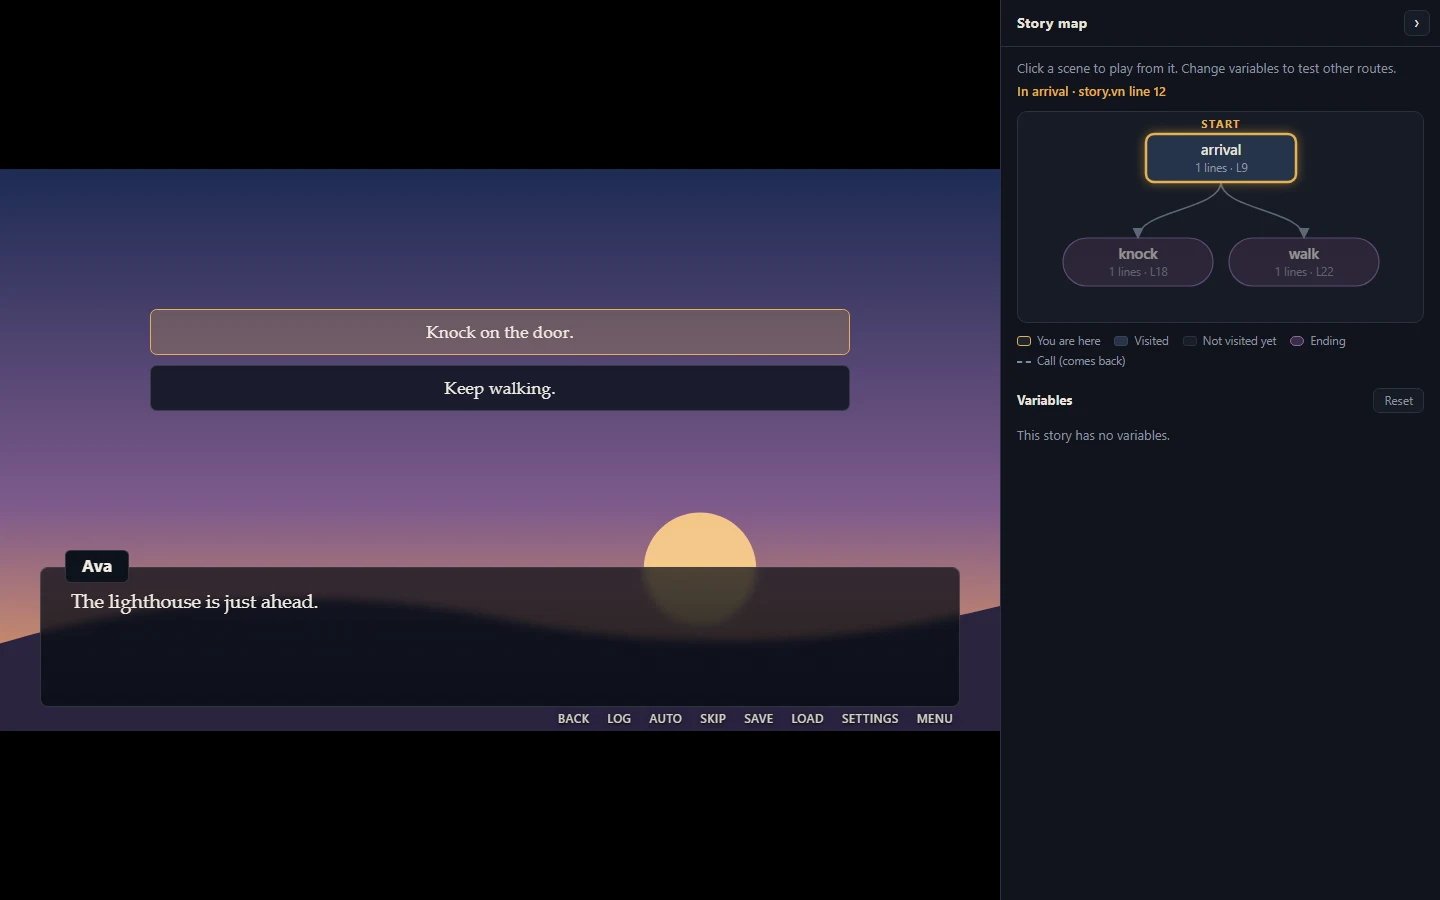 Knock on the door.
Keep walking.
Ava
The lighthouse is just ahead.
BACK LOG AUTO SKIP SAVE LOAD SETTINGS MENU
Story map
›
Click a scene to play from it. Change variables to test other routes.
In arrival · story.vn line 12
START
arrival
1 lines · L9
knock
1 lines · L18
walk
1 lines · L22
You are here Visited Not visited yet Ending
Call (comes back)
Variables
Reset
This story has no variables.